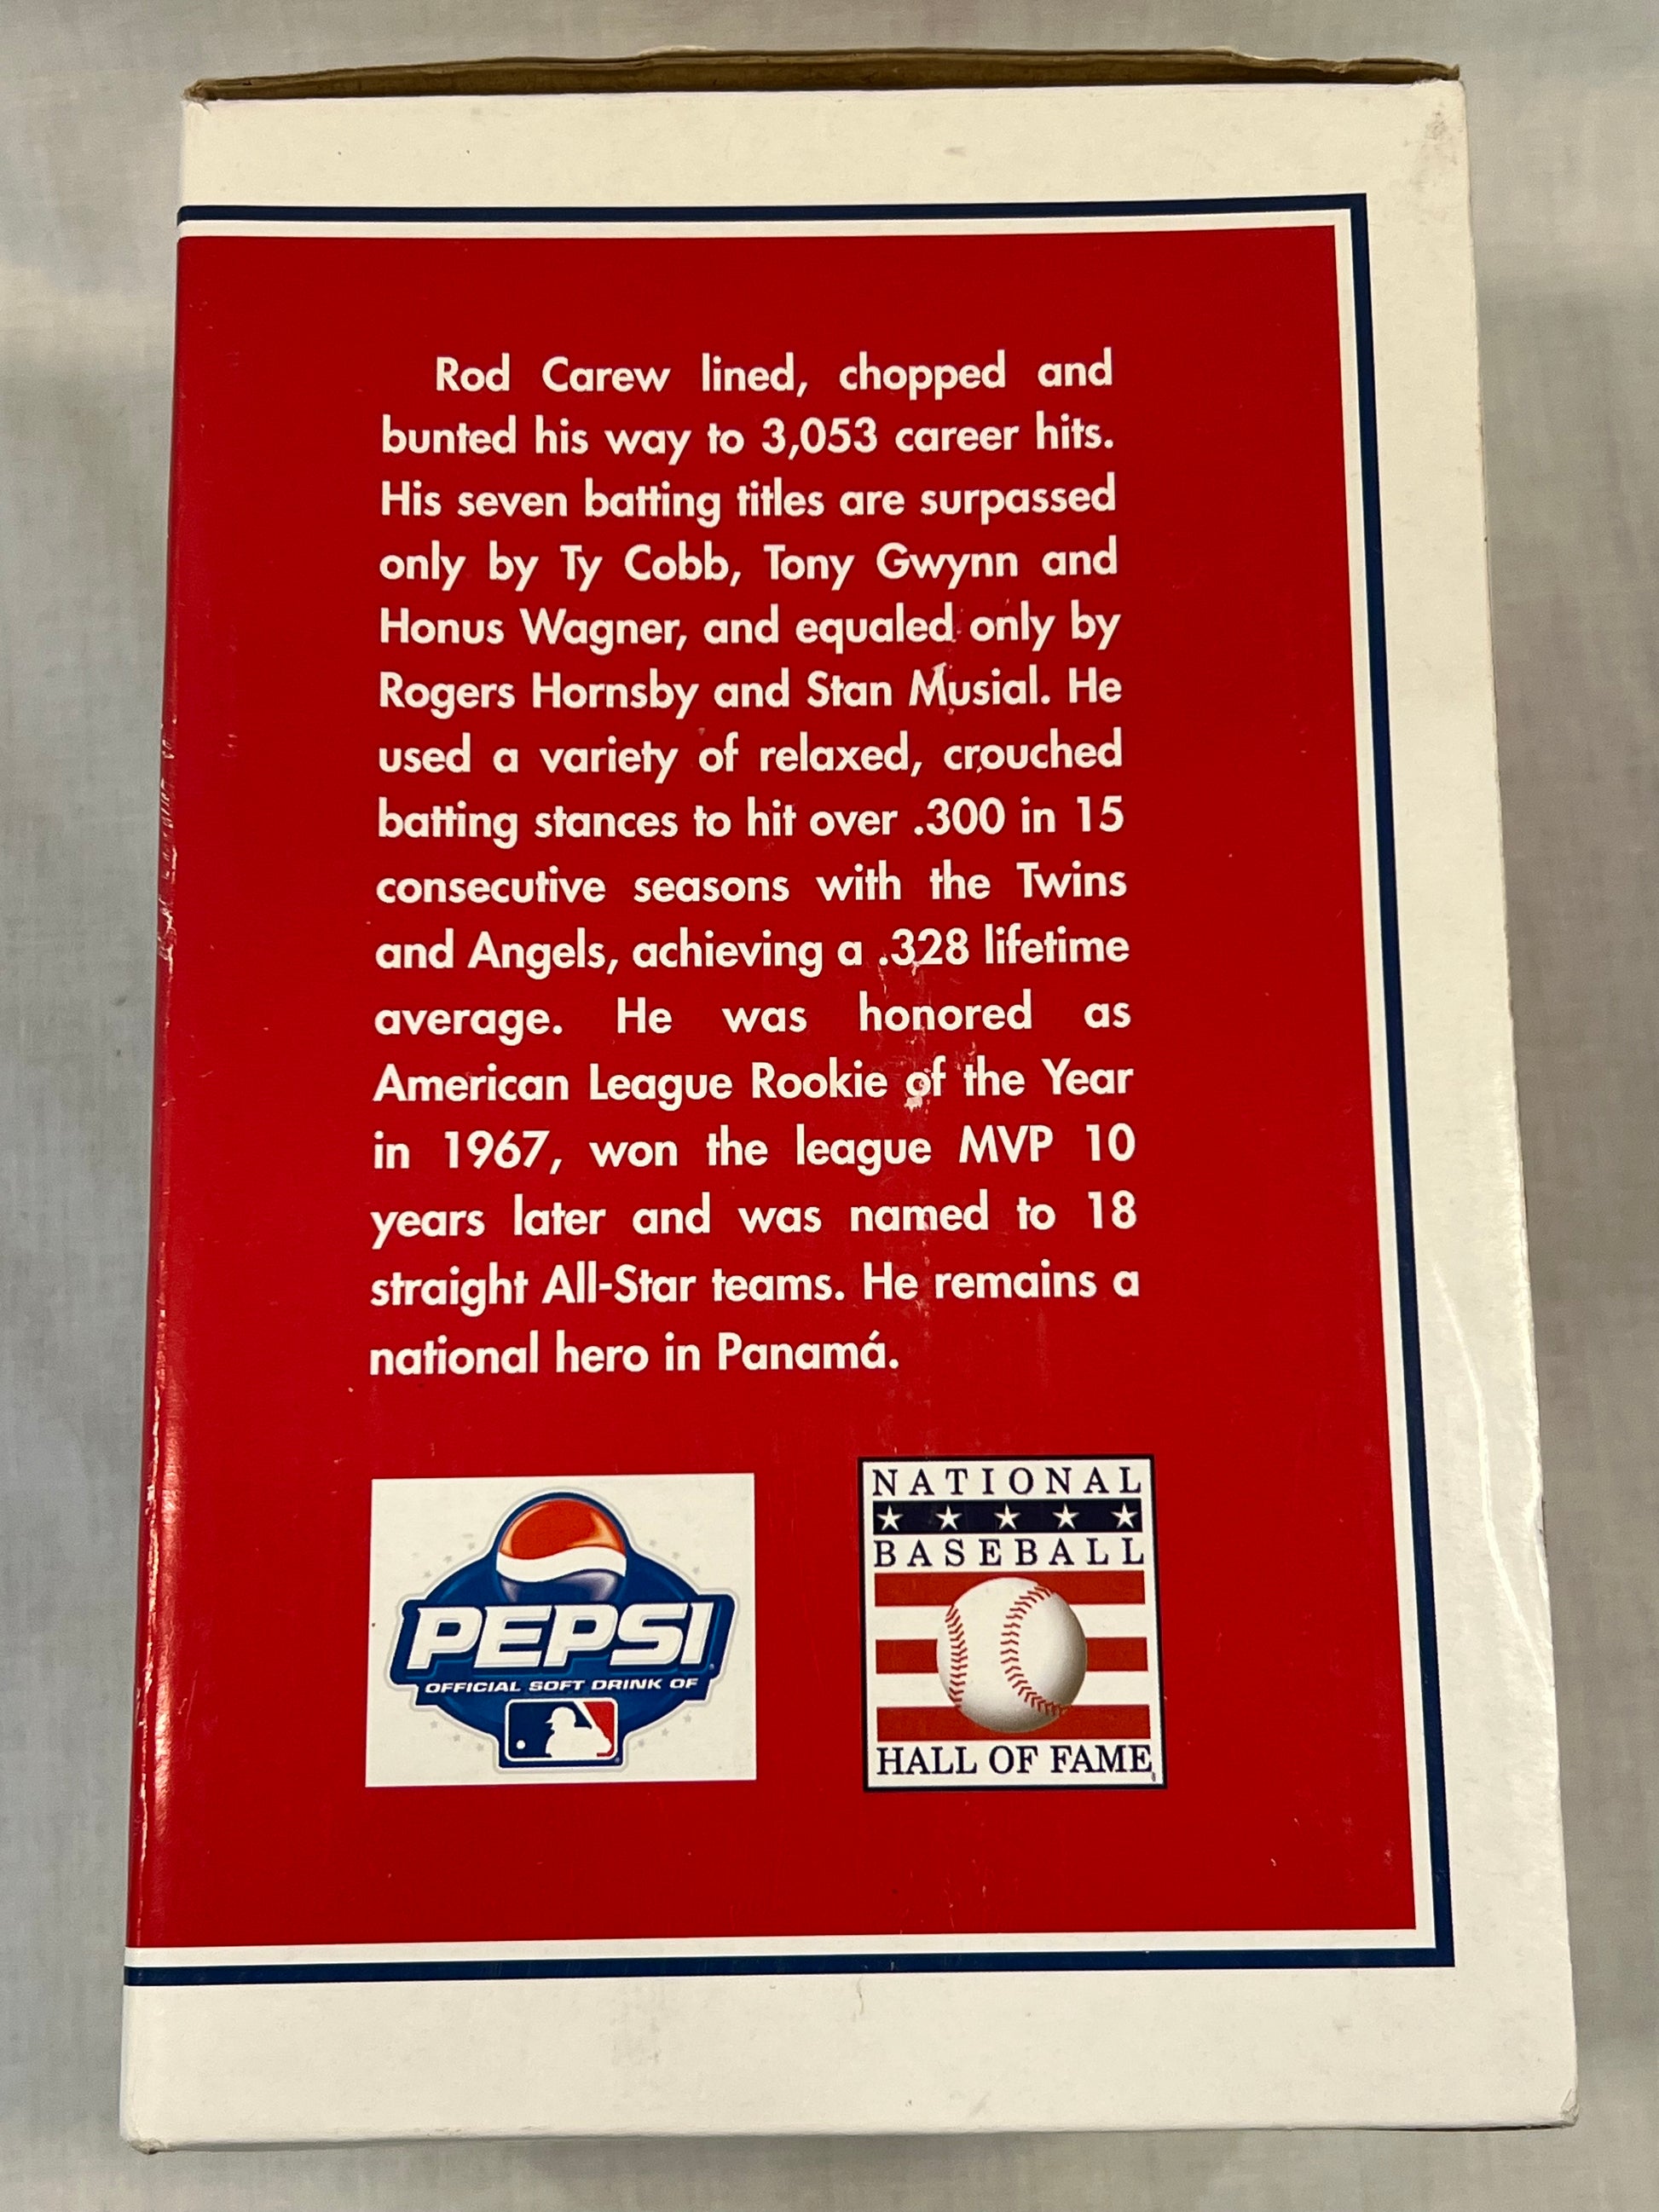 Rod Carew lined, chopped and
bunted his way to 3,053 career hits.
His seven batting titles are surpassed
only by Ty Cobb, Tony Gwynn and
Honus Wagner, and equaled only by
Rogers Hornsby and Stan Musial. He
used a variety of relaxed, crouched
batting stances to hit over .300 in 15
consecutive seasons with the Twins
and Angels, achieving a .328 lifetime
average. He was honored as
American League Rookie of the Year
in 1967, won the league MVP 10
years later and was named to 18
straight All-Star teams. He remains a
national hero in Panamá.
PEPSI
OFFICIAL SOFT DRINK OF
NATIONAL
BASEBALL
HALL OF FAME